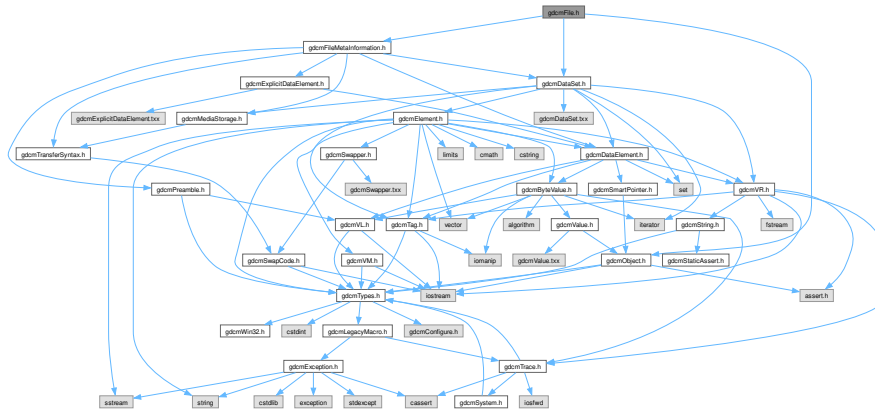 gdcmFile.h
gdcmFileMetaInformation.h
gdcmExplicitDataElement.h
gdcmDataSet.h
gdcmExplicitDataElement.txx
gdcmMediaStorage.h
gdcmElement.h
gdcmDataSet.txx
gdcmTransferSyntax.h
gdcmSwapper.h
limits
cmath
cstring
gdcmDataElement.h
gdcmPreamble.h
gdcmSwapper.txx
gdcmByteValue.h
gdcmSmartPointer.h
set
gdcmVR.h
gdcmVL.h
gdcmTag.h
vector
algorithm
gdcmValue.h
iterator
gdcmString.h
fstream
gdcmSwapCode.h
gdcmVM.h
iomanip
gdcmValue.txx
gdcmObject.h
gdcmStaticAssert.h
gdcmTypes.h
iostream
assert.h
gdcmWin32.h
cstdint
gdcmLegacyMacro.h
gdcmConfigure.h
gdcmException.h
gdcmTrace.h
sstream
string
cstdlib
exception
stdexcept
cassert
gdcmSystem.h
iosfwd